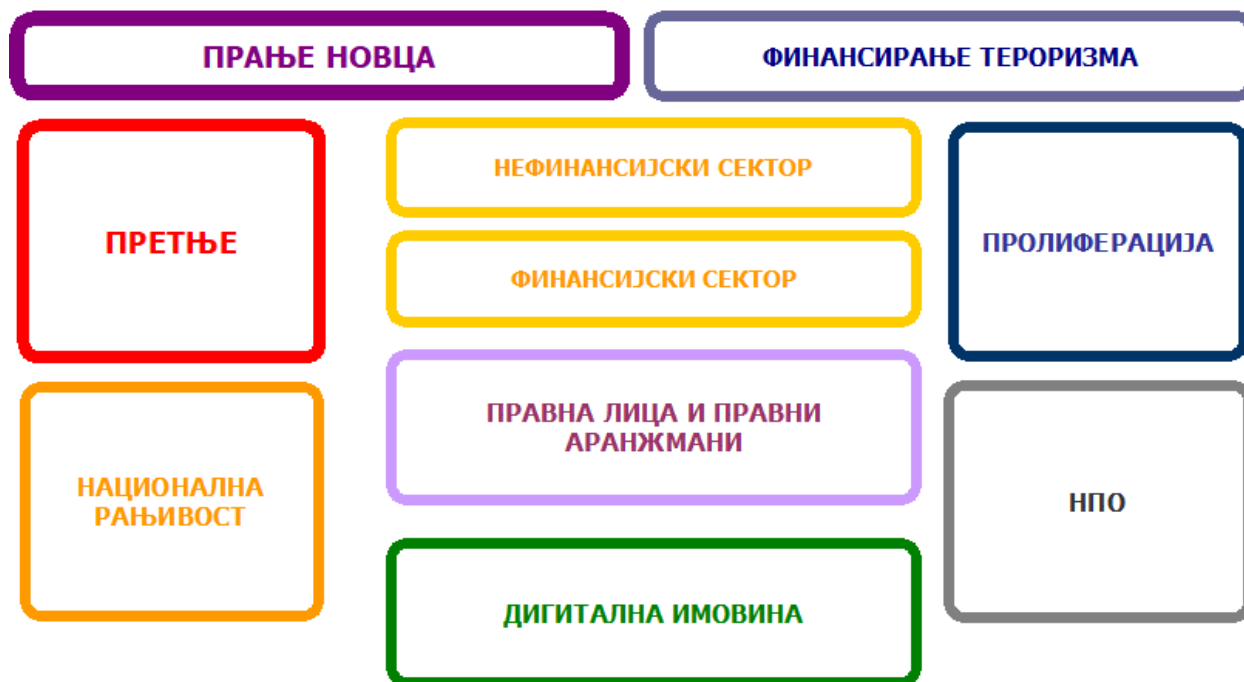 ПРАЊЕ НОВЦА
ФИНАНСИРАЊЕ ТЕРОРИЗМА
ПРЕТЊЕ
НЕФИНАНСИЈСКИ СЕКТОР
ФИНАНСИЈСКИ СЕКТОР
ПРОЛИФЕРАЦИЈА
НАЦИОНАЛНА
РАЊИВОСТ
ПРАВНА ЛИЦА И ПРАВНИ
АРАНЖМАНИ
НПО
ДИГИТАЛНА ИМОВИНА